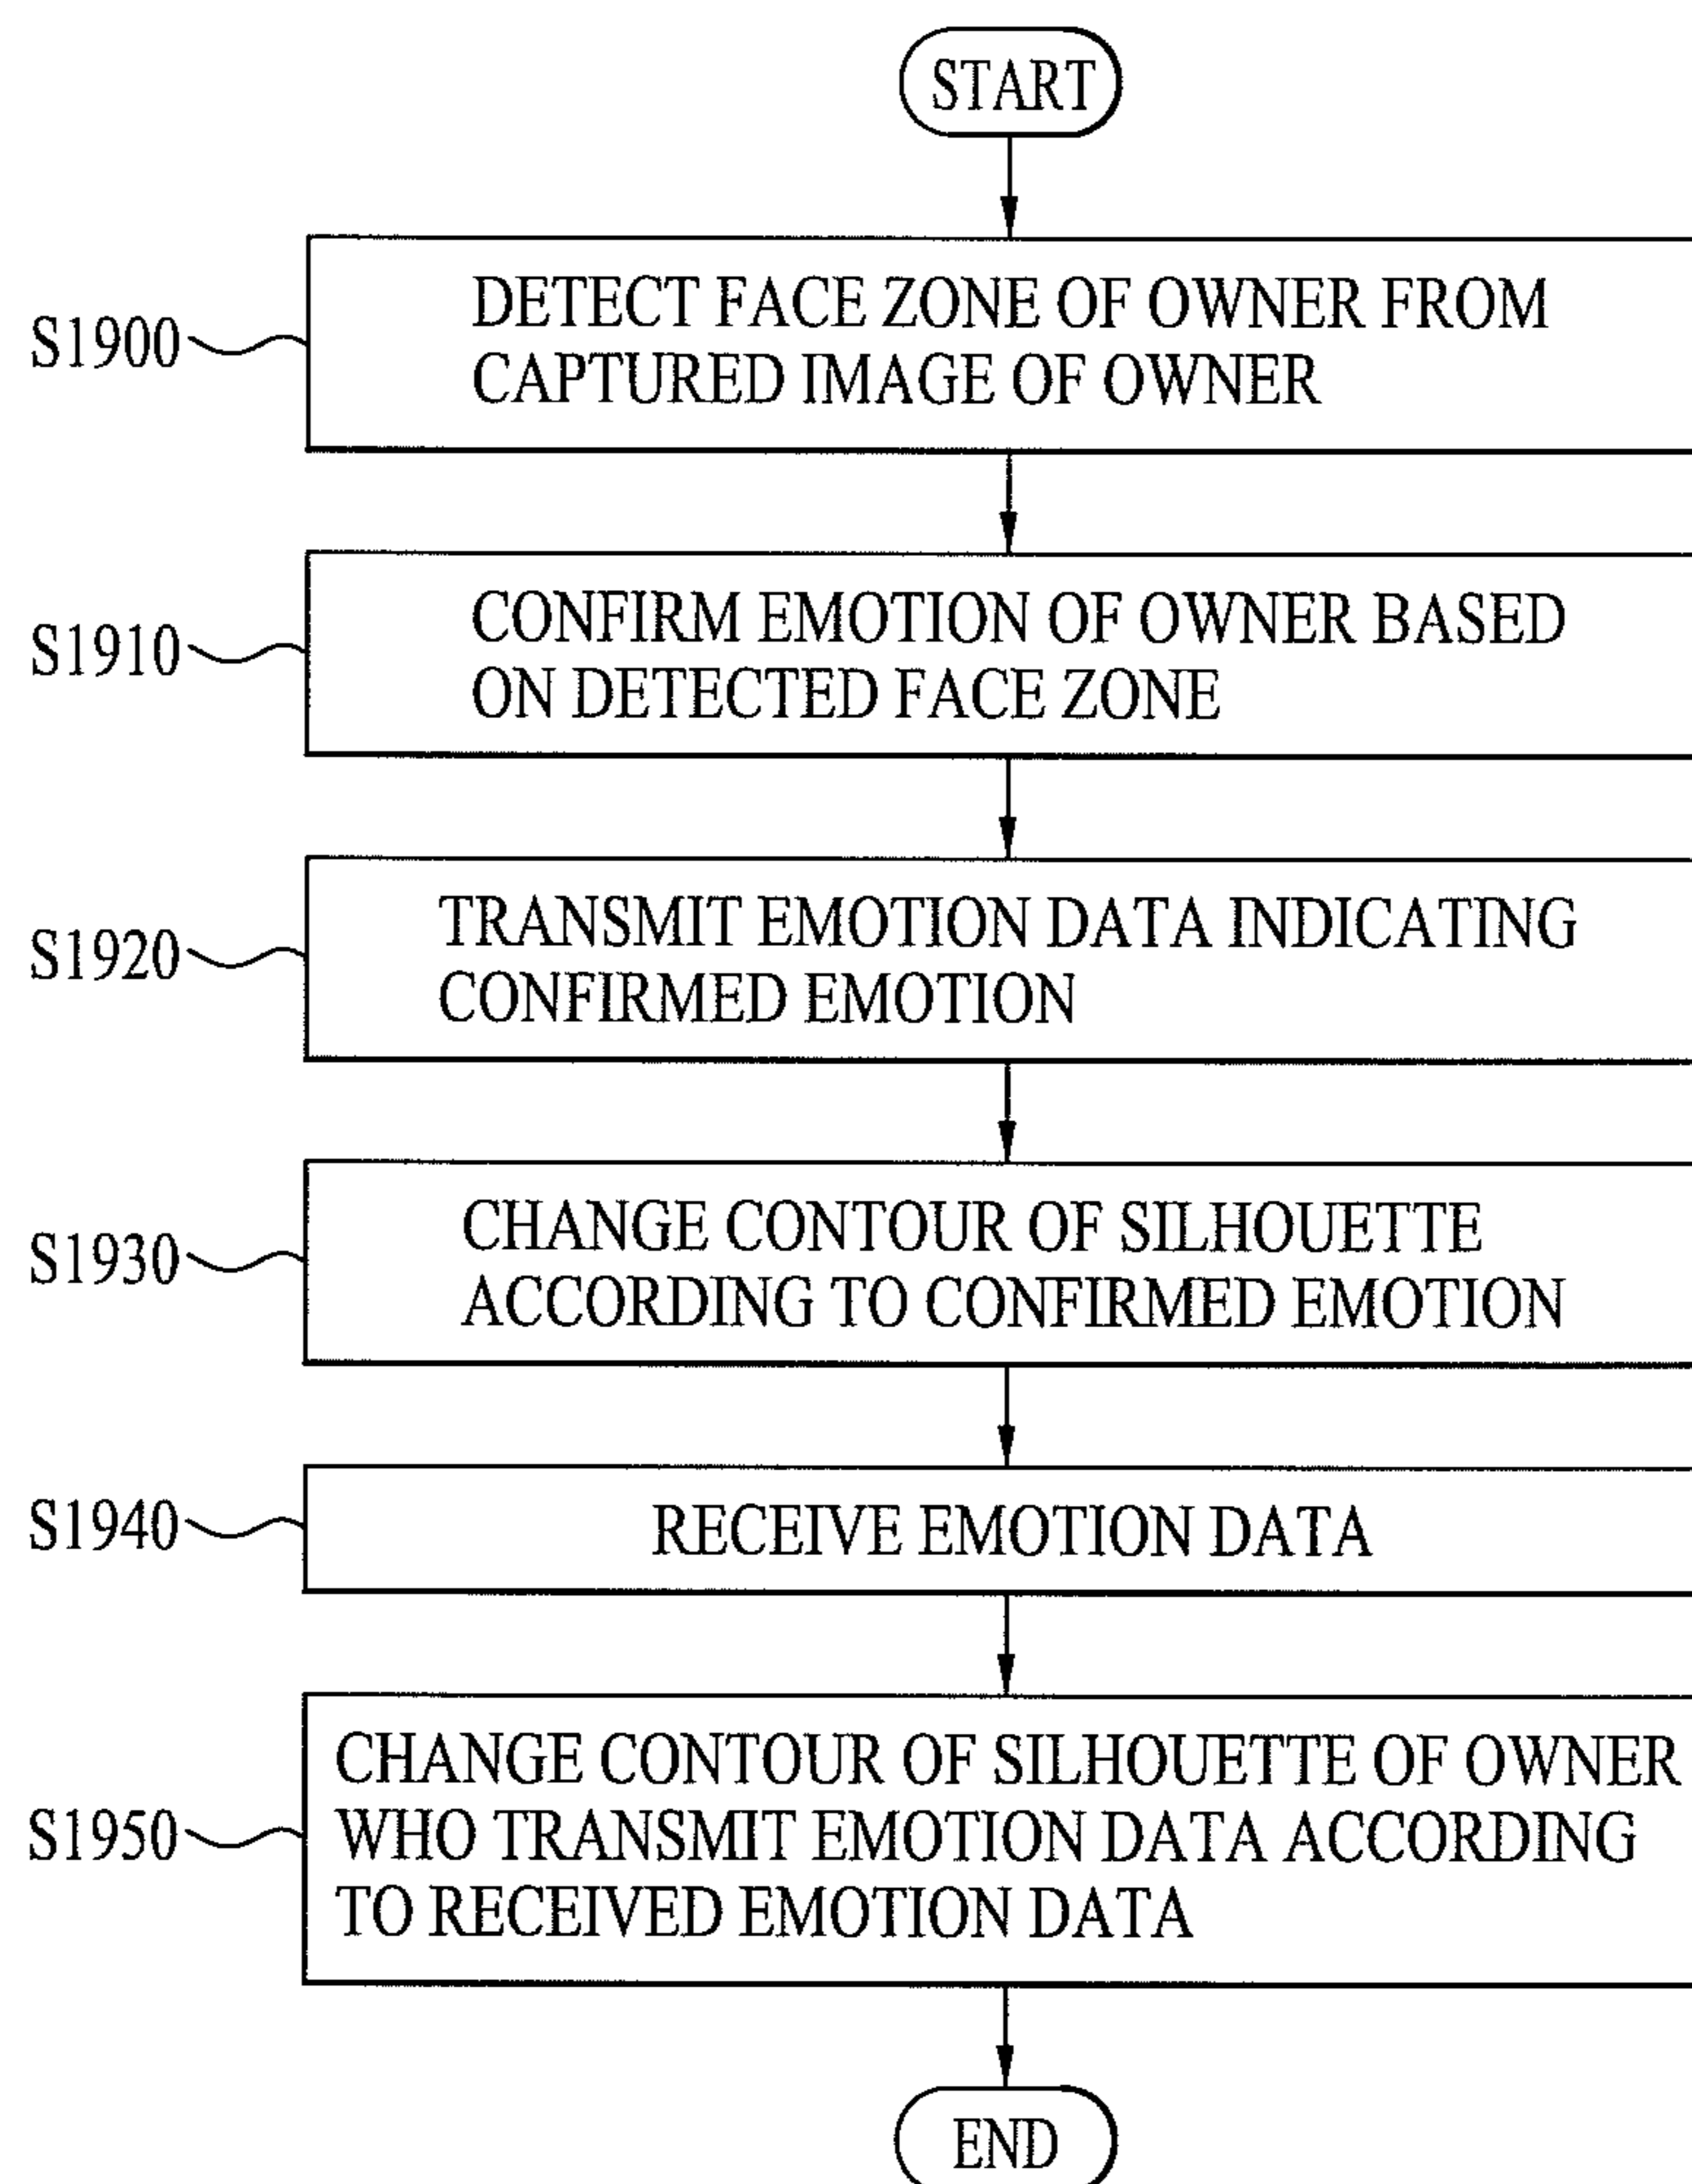 START
S1900
DETECT FACE ZONE OF OWNER FROM
CAPTURED IMAGE OF OWNER
S1910
CONFIRM EMOTION OF OWNER BASED
ON DETECTED FACE ZONE
S1920
TRANSMIT EMOTION DATA INDICATING
CONFIRMED EMOTION
S1930
CHANGE CONTOUR OF SILHOUETTE
ACCORDING TO CONFIRMED EMOTION
S1940
RECEIVE EMOTION DATA
S1950
CHANGE CONTOUR OF SILHOUETTE OF OWNER
WHO TRANSMIT EMOTION DATA ACCORDING
TO RECEIVED EMOTION DATA
END